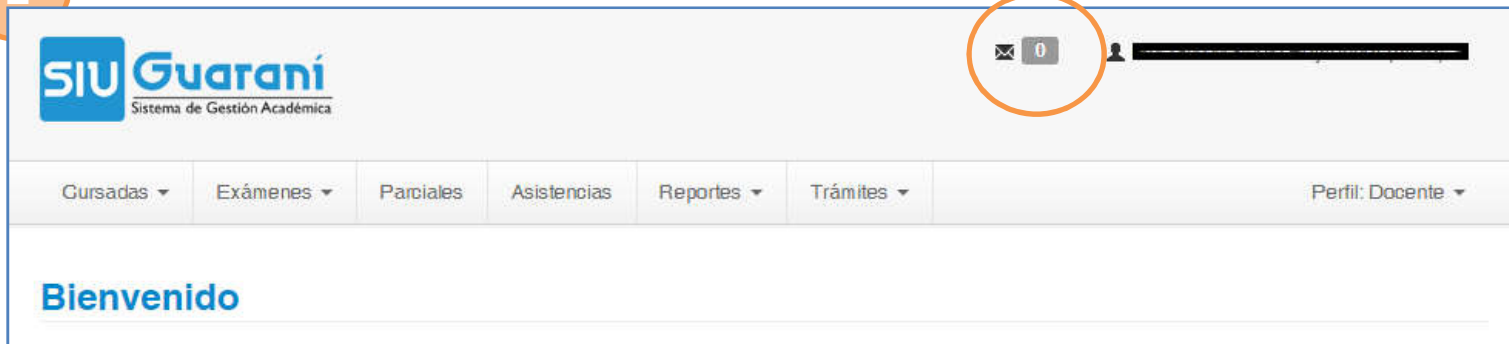 0
SIU Guaraní
Sistema de Gestión Académica
Cursadas Exámenes Parciales Asistencias Reportes Trámites Perfil: Docente
Bienvenido